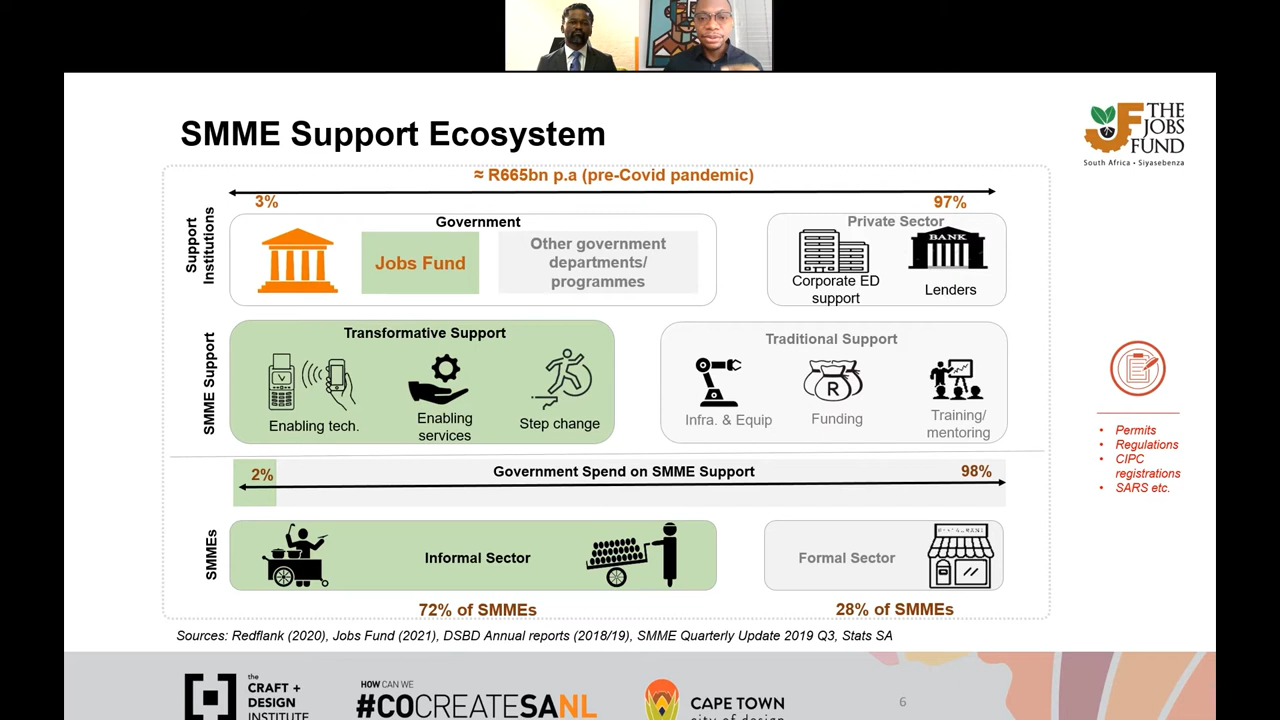 SMME Support Ecosystem
THE
JOBS
FUND
South Africa • Siyasebenza
≈ R665bn p.a (pre-Covid pandemic)
3%
97%
Support
Institutions
Government
Jobs Fund
Other government
departments/
programmes
Private Sector
BANK
Corporate ED
support
Lenders
SMME Support
Transformative Support
Enabling tech.
Enabling
services
Step change
Traditional Support
R
Infra. & Equip
Funding
Training/
mentoring
• Permits
• Regulations
• CIPC
registrations
• SARS etc.
2%
Government Spend on SMME Support
98%
SMMEs
Informal Sector
Formal Sector
72% of SMMEs
28% of SMMEs
Sources: Redflank (2020), Jobs Fund (2021), DSBD Annual reports (2018/19), SMME Quarterly Update 2019 Q3, Stats SA
the
CRAFT +
DESIGN
INSTITUTE
HOW CAN WE
#COCREATESANL
CAPE TOWN
city of design
6